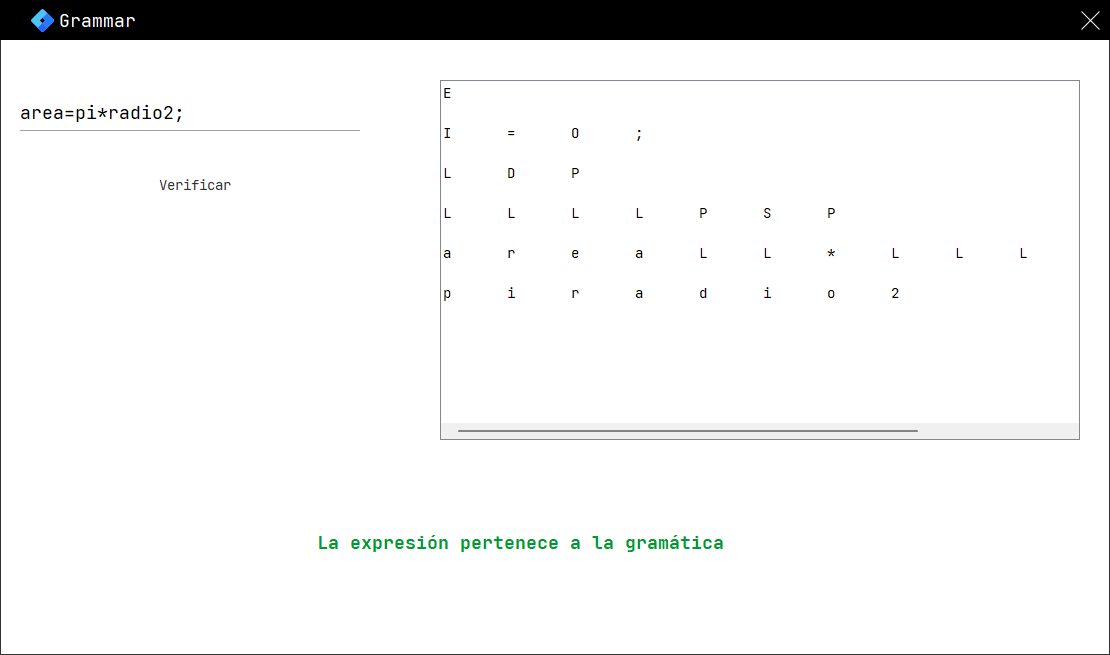 Grammar
area=pi*radio2;
Verificar
E
I = O ;
L D P
L L L L P S P
a r e a L L * L L L
p i r a d i o 2
La expresión pertenece a la gramática